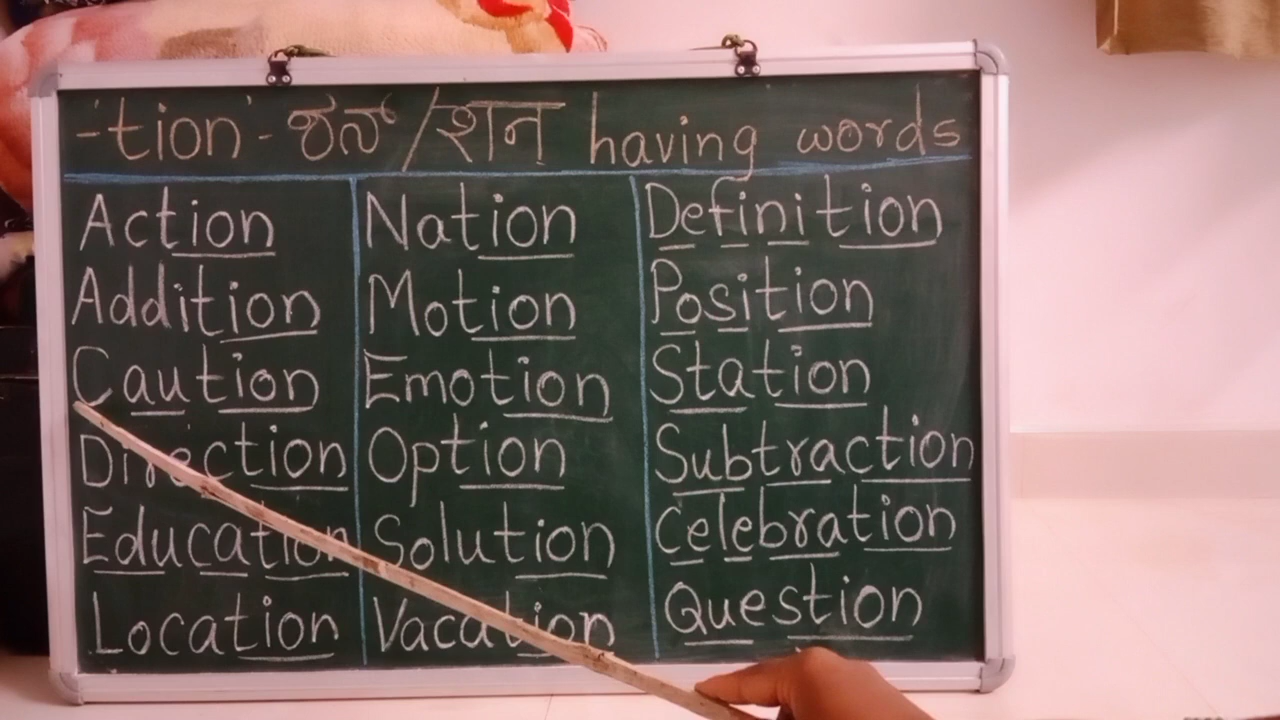 -'tion'- ಶನ್ / शन having words
Action
Addition
Caution
Direction
Education
Location
Nation
Motion
Emotion
Option
Solution
Vacation
Definition
Position
Station
Subtraction
Celebration
Question